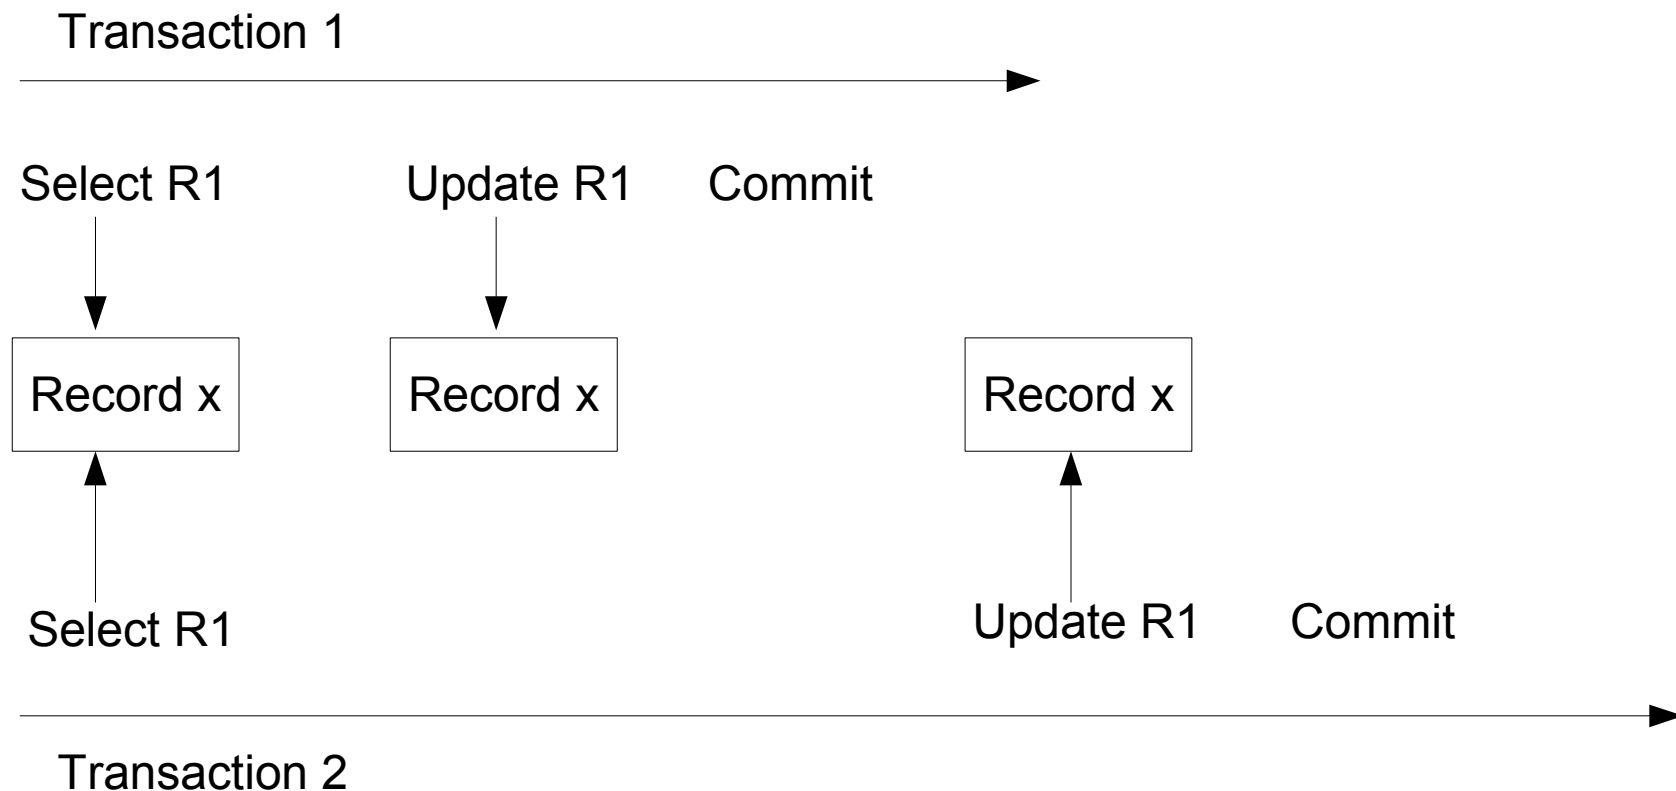 Transaction 1
Select R1 Update R1 Commit
Record x Record x Record x
Select R1 Update R1 Commit
Transaction 2